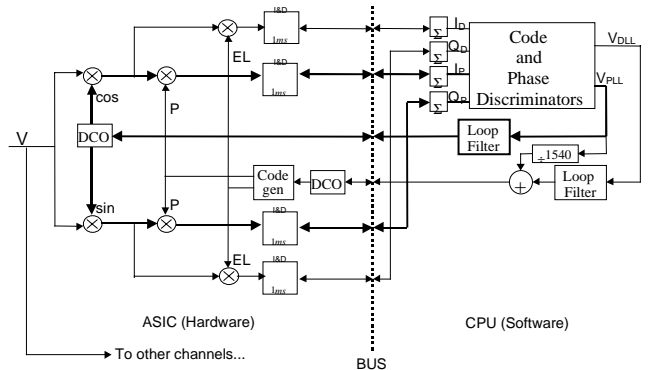 I&D
1ms
EL
I&D
1ms
cos
P
V
DCO
sin
P
Code gen
DCO
I&D
1ms
EL
I&D
1ms
ASIC (Hardware)
To other channels...
BUS
Σ I_D
Σ Q_D
Σ I_P
Σ Q_P
Code
and
Phase
Discriminators
V_DLL
V_PLL
Loop
Filter
÷1540
+
Loop
Filter
CPU (Software)